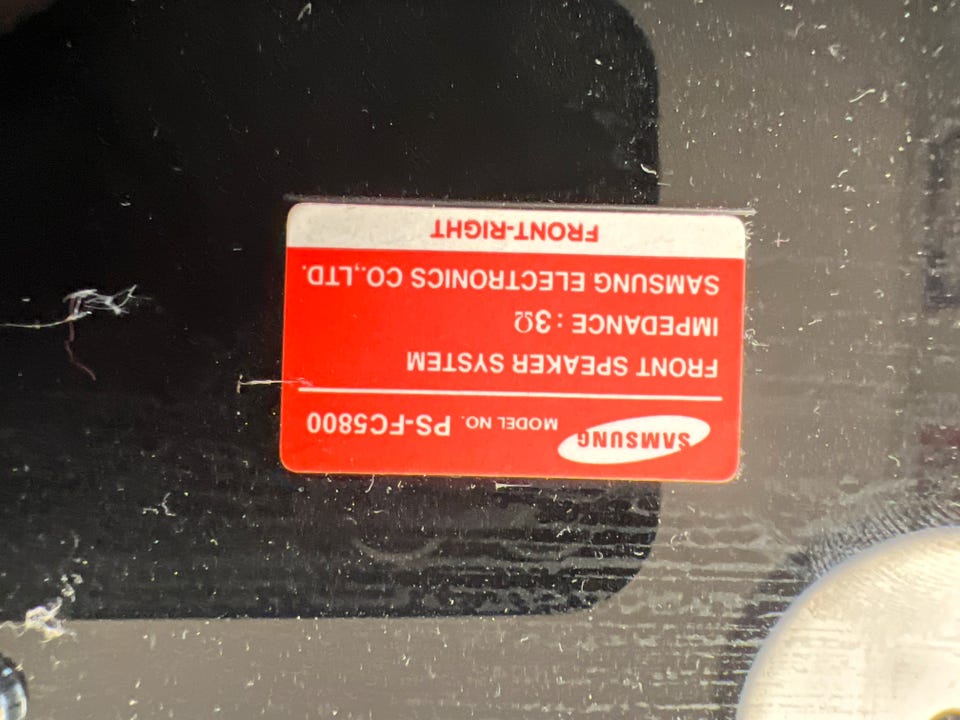 SAMSUNG MODEL NO. PS-FC5800
FRONT SPEAKER SYSTEM
IMPEDANCE : 3Ω
SAMSUNG ELECTRONICS CO.,LTD.
FRONT-RIGHT